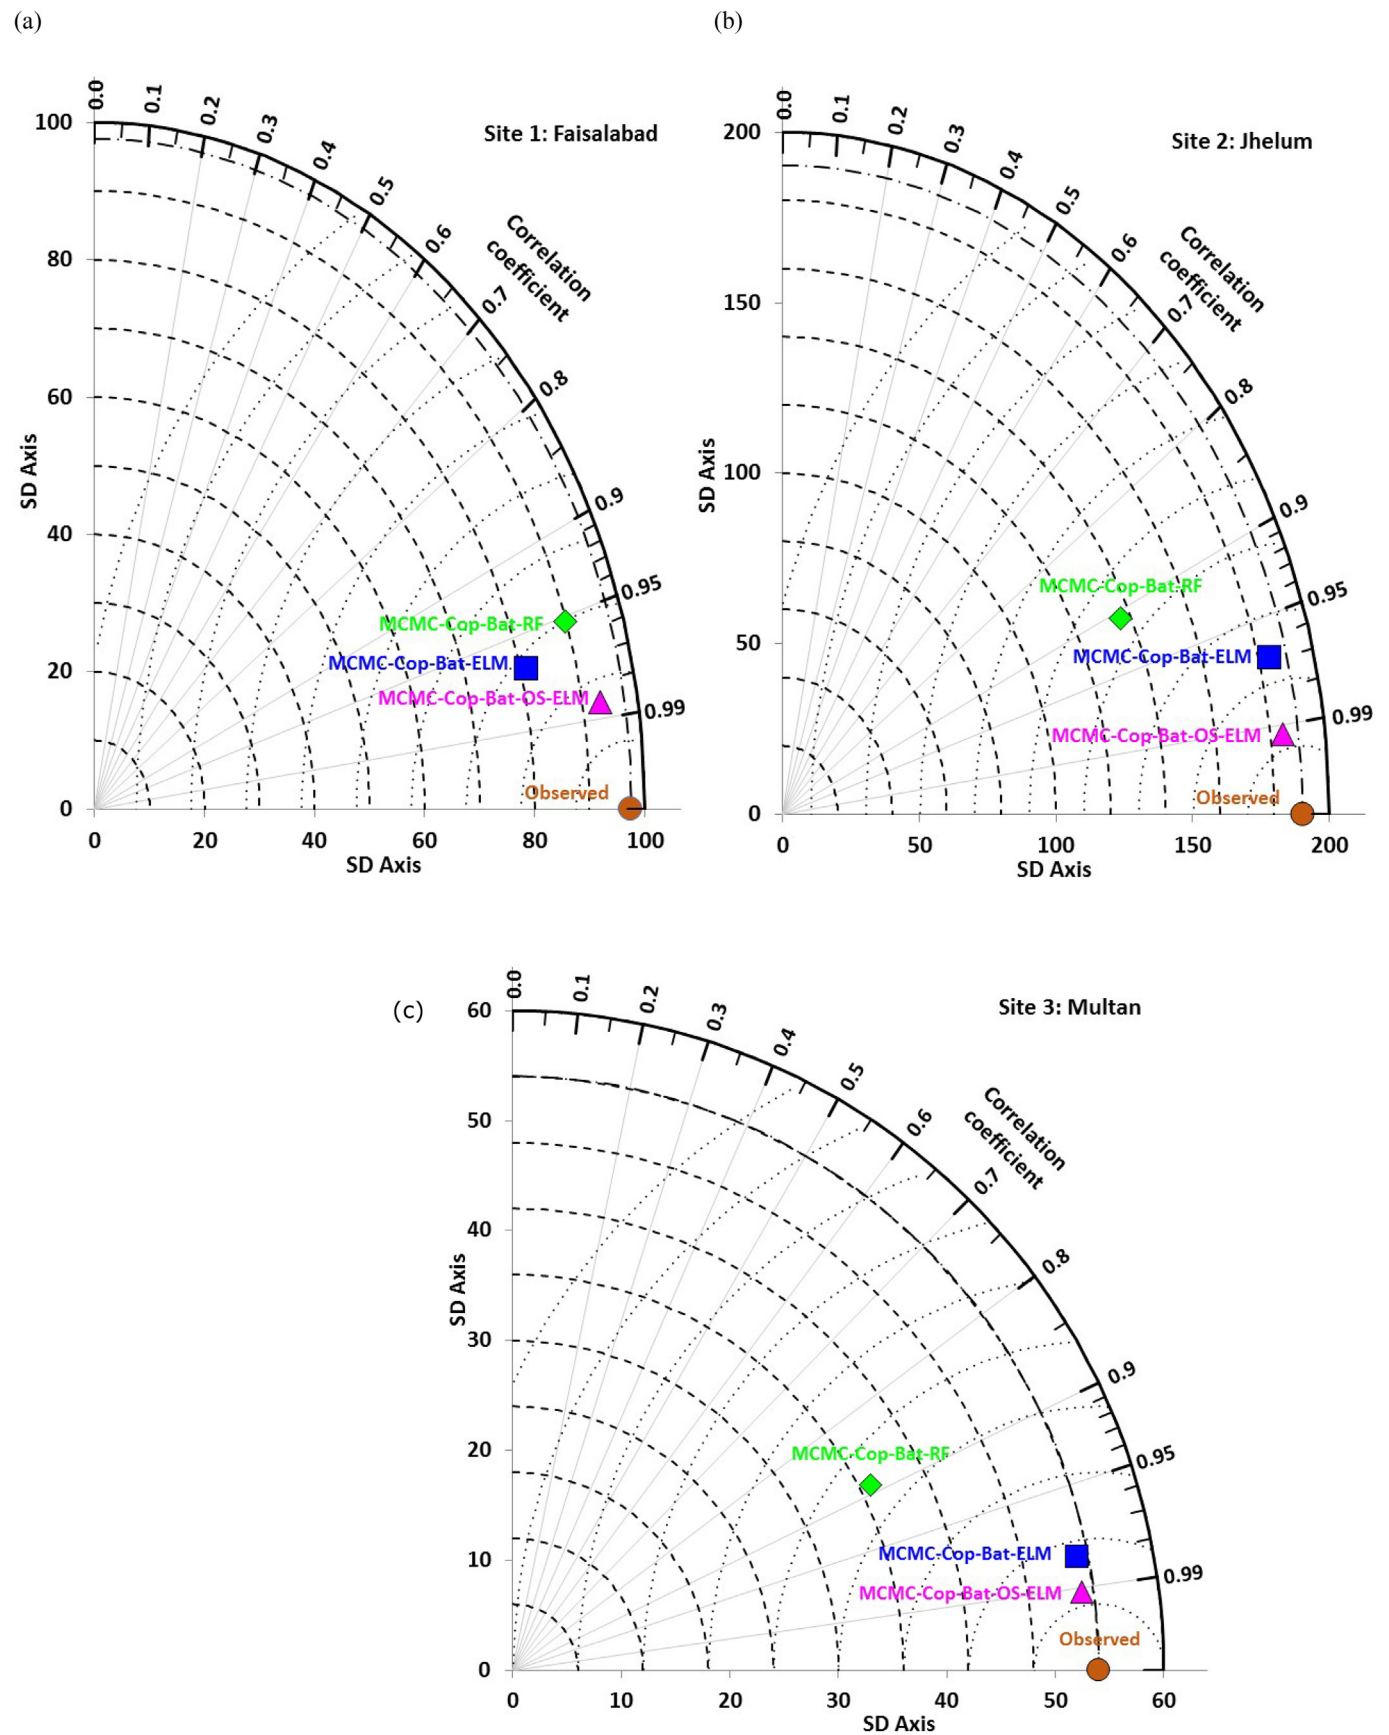 (a)
Site 1: Faisalabad
0.0
0.1
0.2
0.3
0.4
0.5
0.6
0.7
0.8
0.9
0.95
0.99
Correlation
coefficient
100
80
60
40
20
0
SD Axis
MCMC-Cop-Bat-RF
MCMC-Cop-Bat-ELM
MCMC-Cop-Bat-OS-ELM
Observed
0 20 40 60 80 100
SD Axis
(b)
Site 2: Jhelum
0.0
0.1
0.2
0.3
0.4
0.5
0.6
0.7
0.8
0.9
0.95
0.99
Correlation
coefficient
200
150
100
50
0
SD Axis
MCMC-Cop-Bat-RF
MCMC-Cop-Bat-ELM
MCMC-Cop-Bat-OS-ELM
Observed
0 50 100 150 200
SD Axis
(c)
Site 3: Multan
0.0
0.1
0.2
0.3
0.4
0.5
0.6
0.7
0.8
0.9
0.95
0.99
Correlation
coefficient
60
50
40
30
20
10
0
SD Axis
MCMC-Cop-Bat-RF
MCMC-Cop-Bat-ELM
MCMC-Cop-Bat-OS-ELM
Observed
0 10 20 30 40 50 60
SD Axis